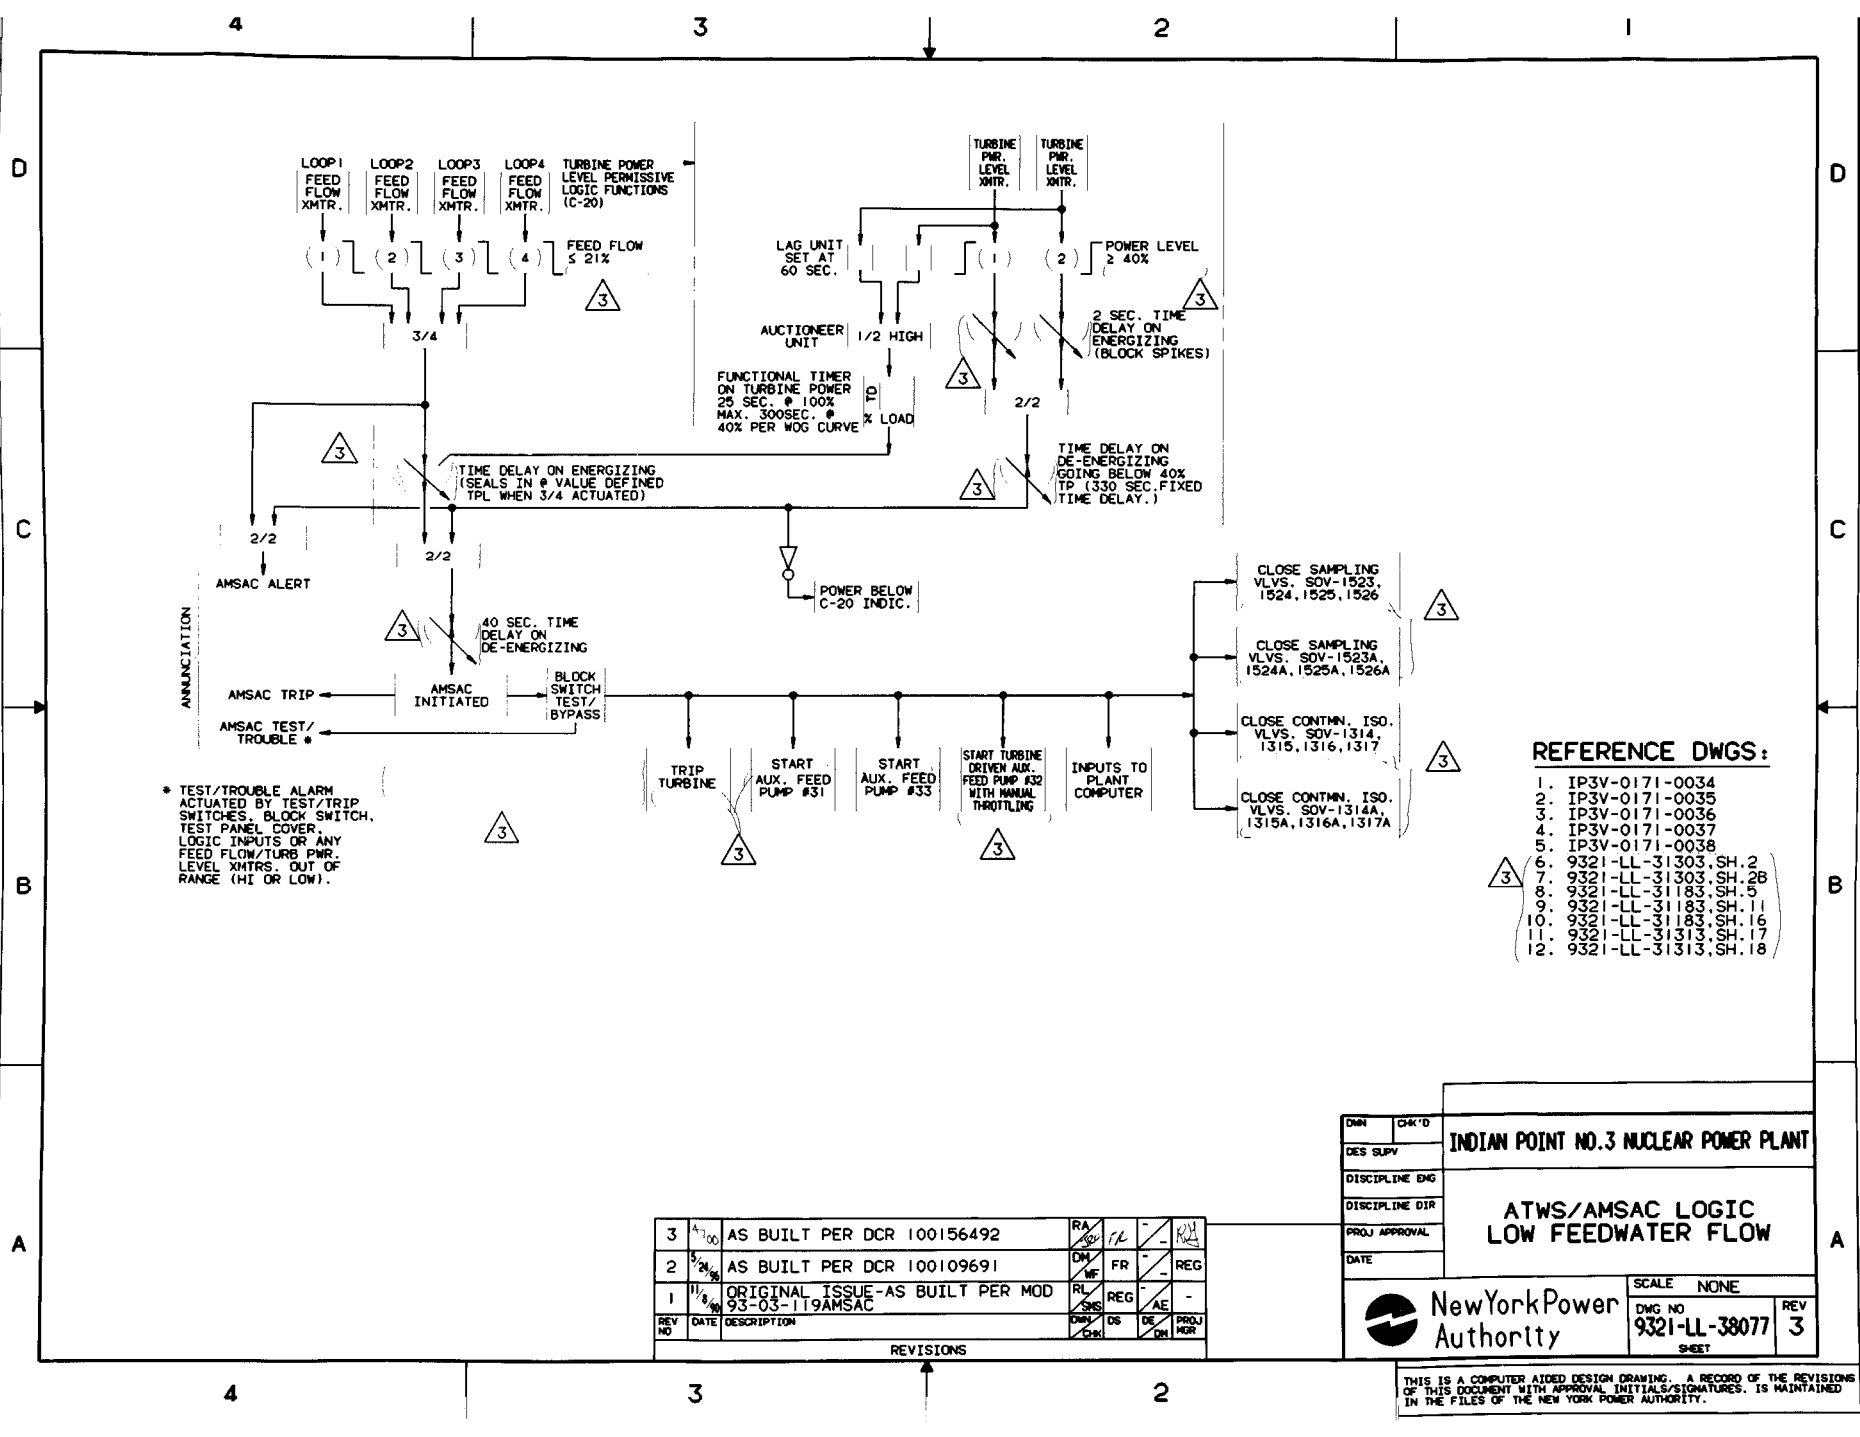 4
3
2
1
D
D
C
C
B
B
A
A
4
3
2
LOOP1
FEED
FLOW
XMTR.
LOOP2
FEED
FLOW
XMTR.
LOOP3
FEED
FLOW
XMTR.
LOOP4
FEED
FLOW
XMTR.
TURBINE POWER
LEVEL PERMISSIVE
LOGIC FUNCTIONS
(C-20)
TURBINE
PWR.
LEVEL
XMTR.
TURBINE
PWR.
LEVEL
XMTR.
1
2
3
4
FEED FLOW
≤ 21%
3
3/4
LAG UNIT
SET AT
60 SEC.
1
2
POWER LEVEL
≥ 40%
3
AUCTIONEER
UNIT
1/2 HIGH
2 SEC. TIME
DELAY ON
ENERGIZING
(BLOCK SPIKES)
3
FUNCTIONAL TIMER
ON TURBINE POWER
25 SEC. @ 100%
MAX. 300SEC. @
40% PER WOG CURVE
TD
% LOAD
2/2
3
TIME DELAY ON ENERGIZING
(SEALS IN @ VALUE DEFINED
TPL WHEN 3/4 ACTUATED)
3
TIME DELAY ON
DE-ENERGIZING
GOING BELOW 40%
TP (330 SEC.FIXED
TIME DELAY.)
2/2
AMSAC ALERT
2/2
POWER BELOW
C-20 INDIC.
ANNUNCIATION
3
40 SEC. TIME
DELAY ON
DE-ENERGIZING
AMSAC TRIP
AMSAC
INITIATED
BLOCK
SWITCH
TEST/
BYPASS
AMSAC TEST/
TROUBLE *
CLOSE SAMPLING
VLVS. SOV-1523,
1524,1525,1526
3
CLOSE SAMPLING
VLVS. SOV-1523A,
1524A,1525A,1526A
CLOSE CONTMN. ISO.
VLVS. SOV-1314,
1315,1316,1317
3
CLOSE CONTMN. ISO.
VLVS. SOV-1314A,
1315A,1316A,1317A
TRIP
TURBINE
START
AUX. FEED
PUMP #31
START
AUX. FEED
PUMP #33
START TURBINE
DRIVEN AUX.
FEED PUMP #32
WITH MANUAL
THROTTLING
INPUTS TO
PLANT
COMPUTER
3
3
3
* TEST/TROUBLE ALARM
ACTUATED BY TEST/TRIP
SWITCHES, BLOCK SWITCH,
TEST PANEL COVER,
LOGIC INPUTS OR ANY
FEED FLOW/TURB PWR.
LEVEL XMTRS. OUT OF
RANGE (HI OR LOW).
REFERENCE DWGS:
1. IP3V-0171-0034
2. IP3V-0171-0035
3. IP3V-0171-0036
4. IP3V-0171-0037
5. IP3V-0171-0038
6. 9321-LL-31303,SH.2
7. 9321-LL-31303,SH.2B
8. 9321-LL-31183,SH.5
9. 9321-LL-31183,SH.11
10. 9321-LL-31183,SH.16
11. 9321-LL-31313,SH.17
12. 9321-LL-31313,SH.18
3
3 AS BUILT PER DCR 100156492 RA FR
2 5/24/96 AS BUILT PER DCR 100109691 DM WF FR - - REG
1 11/8/90 ORIGINAL ISSUE-AS BUILT PER MOD
93-03-119AMSAC RL SMS REG - AE -
REV
NO DATE DESCRIPTION DWN CHK DS DE DM PROJ
MGR
REVISIONS
DWN CHK'D
DES SUPV
DISCIPLINE ENG
DISCIPLINE DIR
PROJ APPROVAL
DATE
INDIAN POINT NO.3 NUCLEAR POWER PLANT
ATWS/AMSAC LOGIC
LOW FEEDWATER FLOW
NewYorkPower
Authority
SCALE NONE
DWG NO
9321-LL-38077
SHEET
REV
3
THIS IS A COMPUTER AIDED DESIGN DRAWING. A RECORD OF THE REVISIONS
OF THIS DOCUMENT WITH APPROVAL INITIALS/SIGNATURES. IS MAINTAINED
IN THE FILES OF THE NEW YORK POWER AUTHORITY.